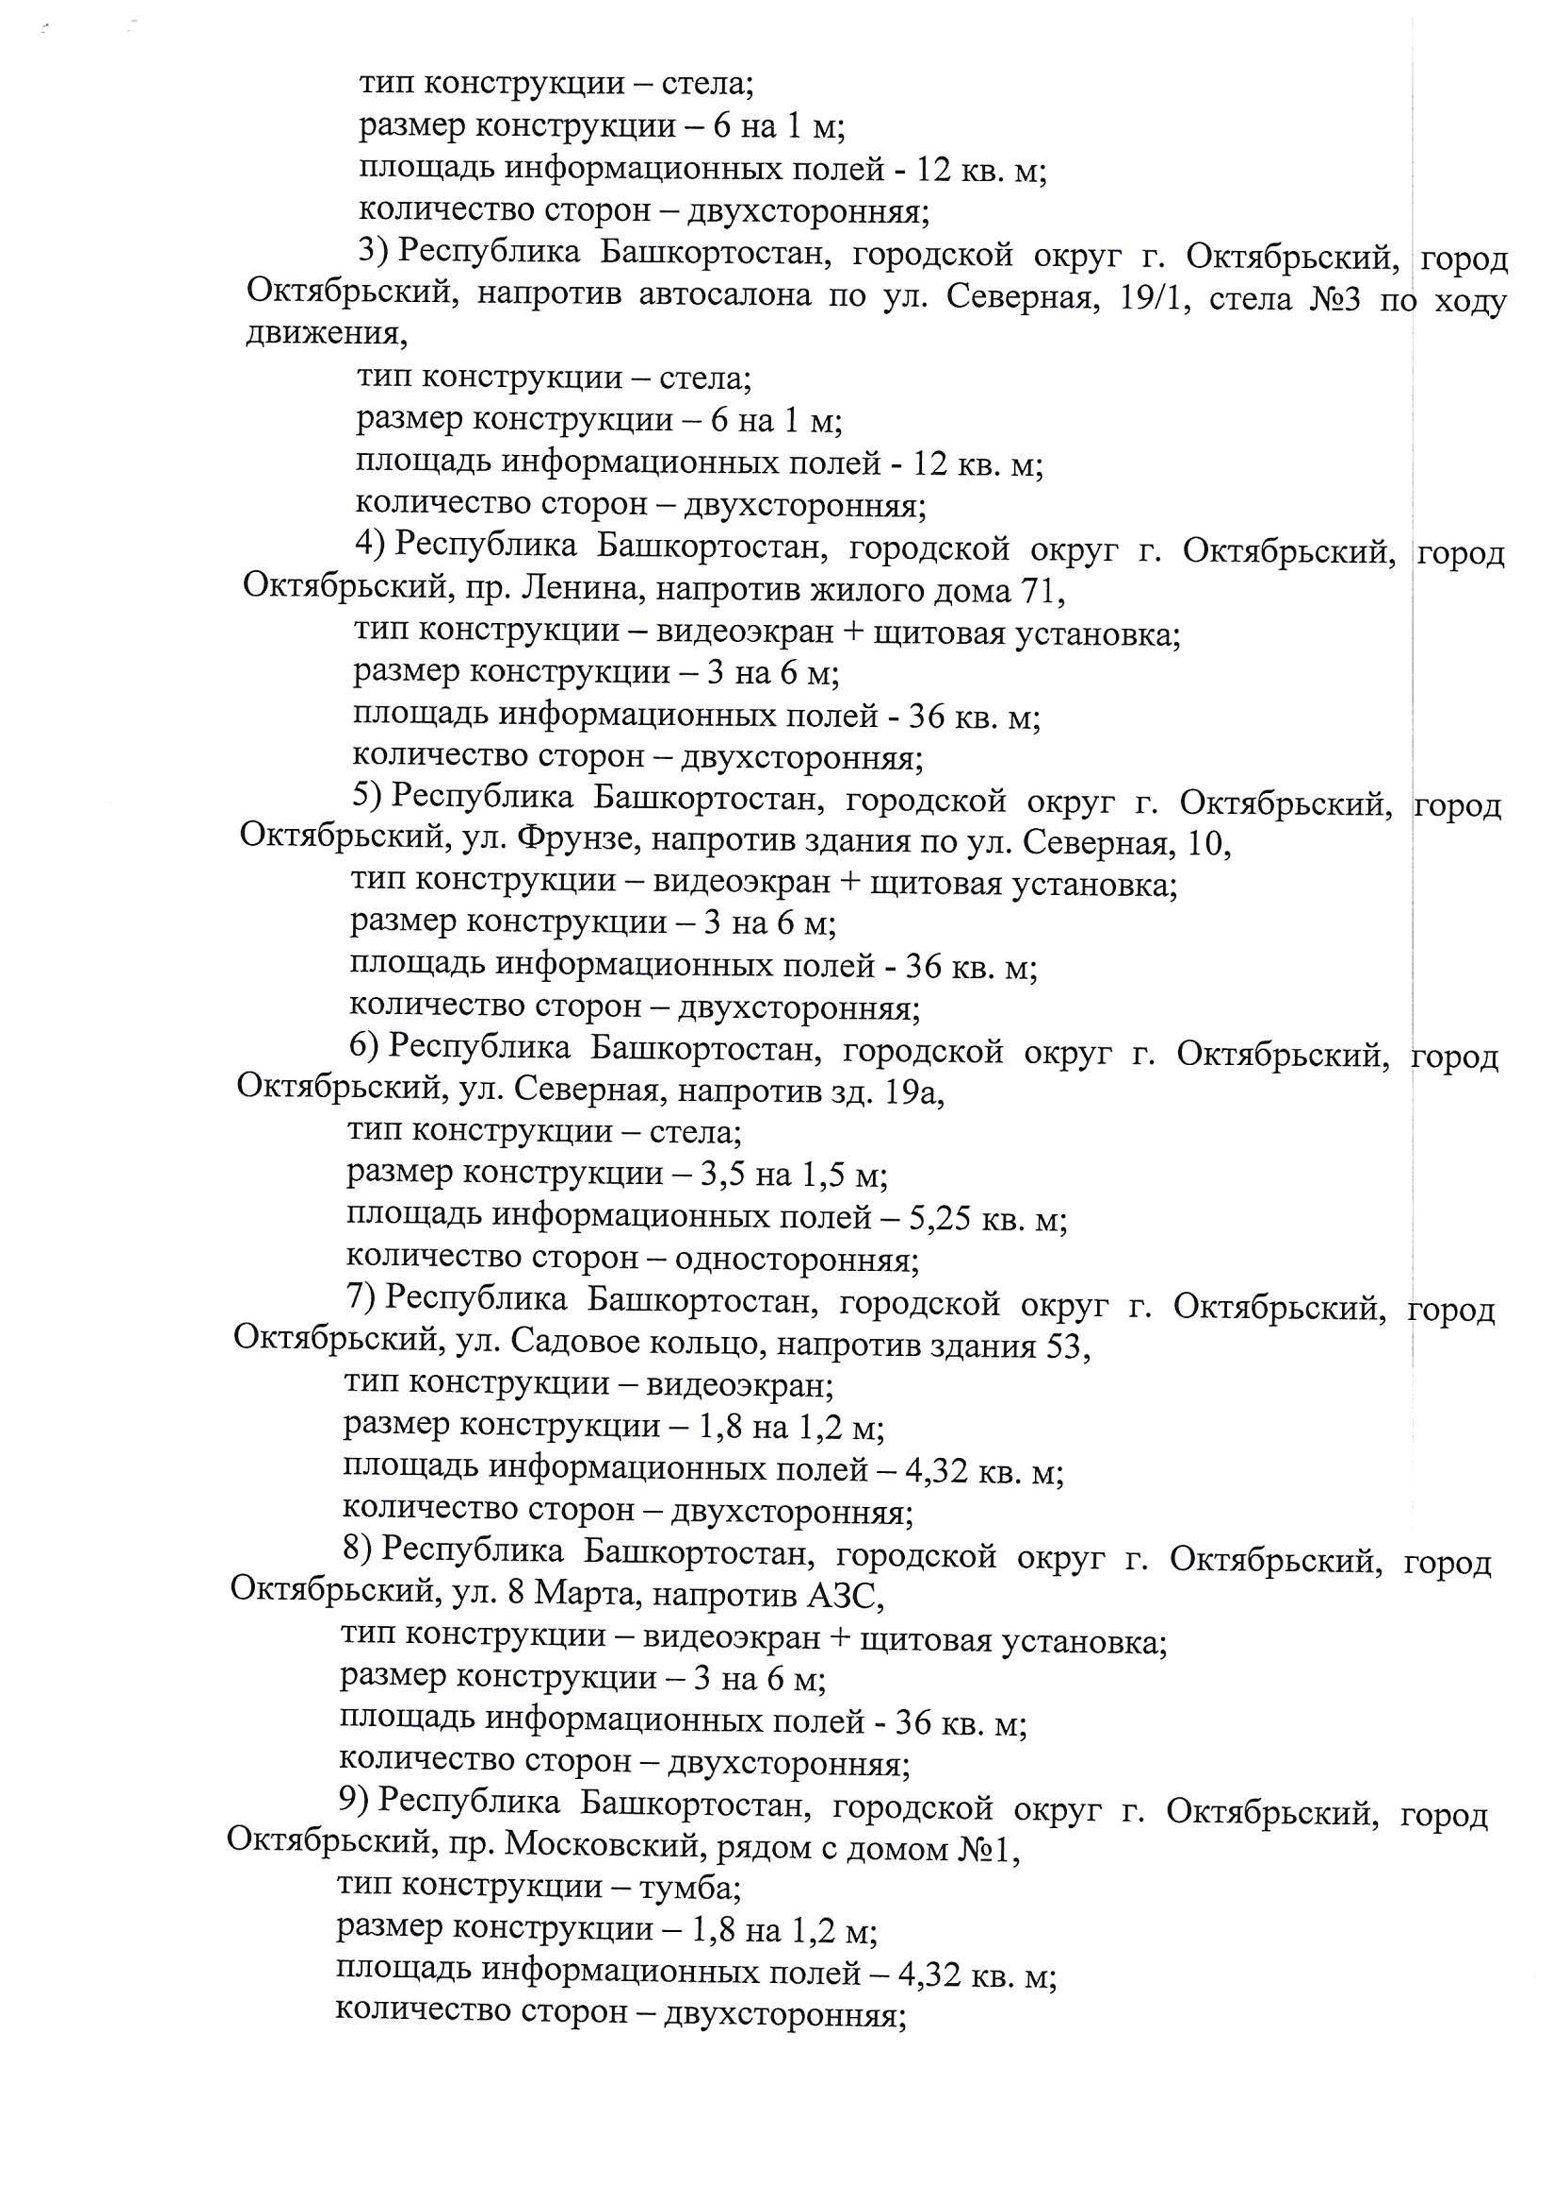 тип конструкции – стела;
размер конструкции – 6 на 1 м;
площадь информационных полей - 12 кв. м;
количество сторон – двухсторонняя;
3) Республика Башкортостан, городской округ г. Октябрьский, город
Октябрьский, напротив автосалона по ул. Северная, 19/1, стела №3 по ходу
движения,
тип конструкции – стела;
размер конструкции – 6 на 1 м;
площадь информационных полей - 12 кв. м;
количество сторон – двухсторонняя;
4) Республика Башкортостан, городской округ г. Октябрьский, город
Октябрьский, пр. Ленина, напротив жилого дома 71,
тип конструкции – видеоэкран + щитовая установка;
размер конструкции – 3 на 6 м;
площадь информационных полей - 36 кв. м;
количество сторон – двухсторонняя;
5) Республика Башкортостан, городской округ г. Октябрьский, город
Октябрьский, ул. Фрунзе, напротив здания по ул. Северная, 10,
тип конструкции – видеоэкран + щитовая установка;
размер конструкции – 3 на 6 м;
площадь информационных полей - 36 кв. м;
количество сторон – двухсторонняя;
6) Республика Башкортостан, городской округ г. Октябрьский, город
Октябрьский, ул. Северная, напротив зд. 19а,
тип конструкции – стела;
размер конструкции – 3,5 на 1,5 м;
площадь информационных полей – 5,25 кв. м;
количество сторон – односторонняя;
7) Республика Башкортостан, городской округ г. Октябрьский, город
Октябрьский, ул. Садовое кольцо, напротив здания 53,
тип конструкции – видеоэкран;
размер конструкции – 1,8 на 1,2 м;
площадь информационных полей – 4,32 кв. м;
количество сторон – двухсторонняя;
8) Республика Башкортостан, городской округ г. Октябрьский, город
Октябрьский, ул. 8 Марта, напротив АЗС,
тип конструкции – видеоэкран + щитовая установка;
размер конструкции – 3 на 6 м;
площадь информационных полей - 36 кв. м;
количество сторон – двухсторонняя;
9) Республика Башкортостан, городской округ г. Октябрьский, город
Октябрьский, пр. Московский, рядом с домом №1,
тип конструкции – тумба;
размер конструкции – 1,8 на 1,2 м;
площадь информационных полей – 4,32 кв. м;
количество сторон – двухсторонняя;